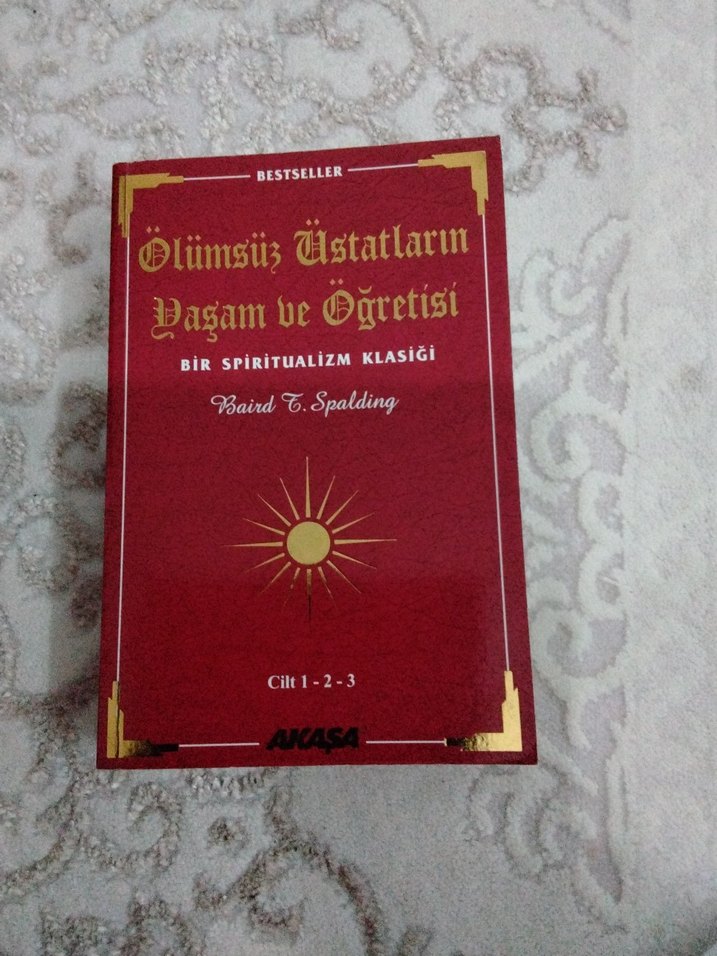 BESTSELLER
Ölümsüz Üstatların
Yaşam ve Öğretisi
BİR SPİRİTUALİZM KLASİĞİ
Baird T. Spalding
Cilt 1 - 2 - 3
AKAŞA